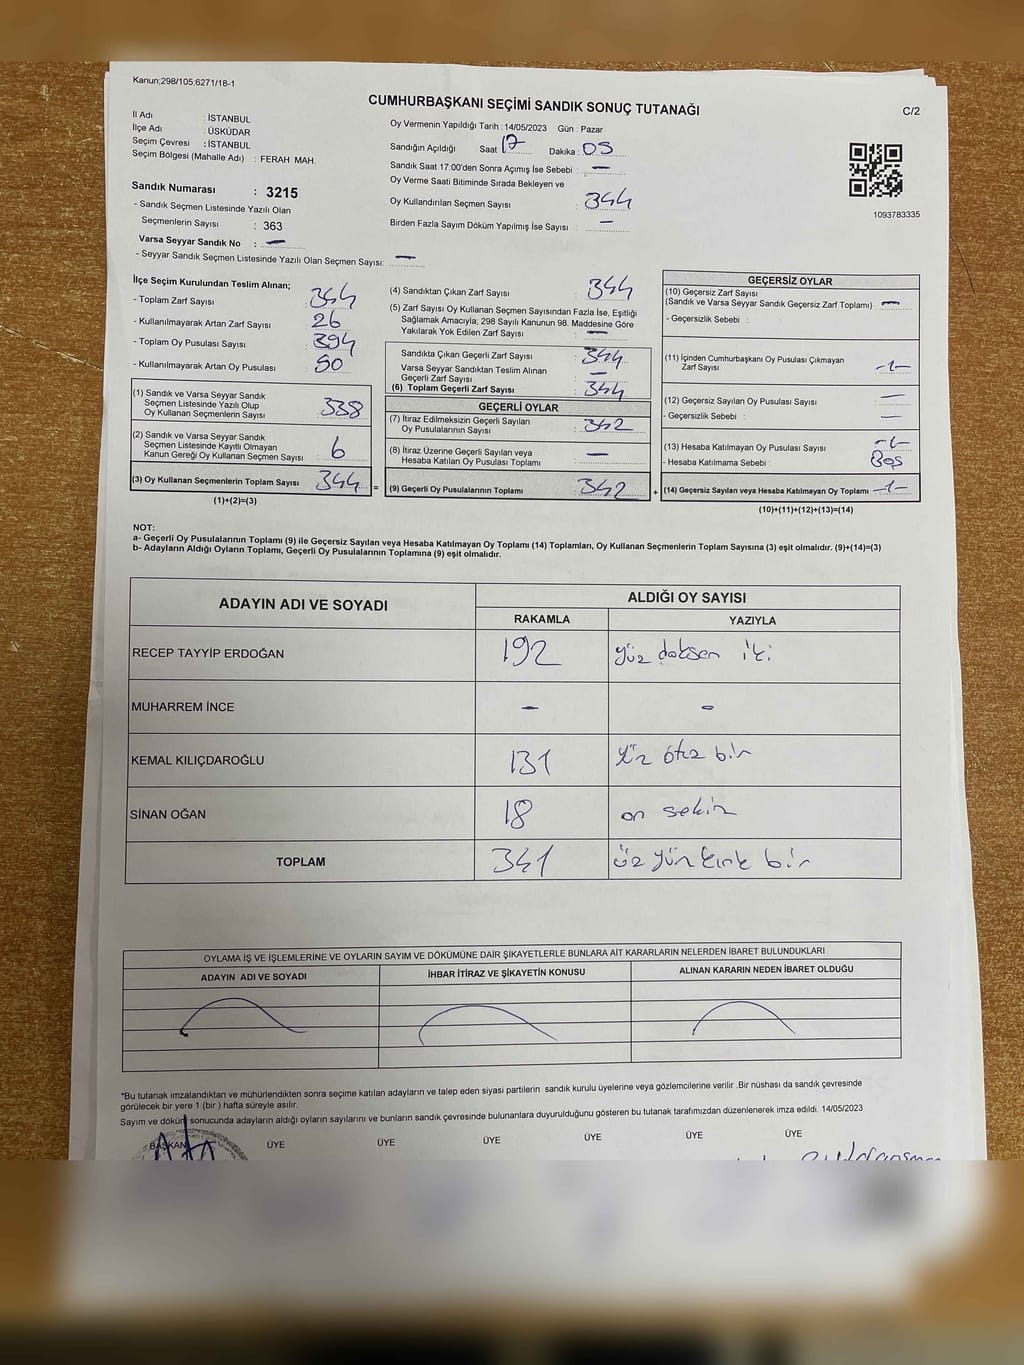 Kanun;298/105;6271/18-1
CUMHURBAŞKANI SEÇİMİ SANDIK SONUÇ TUTANAĞI
C/2
İl Adı : İSTANBUL
İlçe Adı : ÜSKÜDAR
Seçim Çevresi : İSTANBUL
Seçim Bölgesi (Mahalle Adı) : FERAH MAH.
Sandık Numarası : 3215
- Sandık Seçmen Listesinde Yazılı Olan
Seçmenlerin Sayısı : 363
Varsa Seyyar Sandık No : —
- Seyyar Sandık Seçmen Listesinde Yazılı Olan Seçmen Sayısı: —
Oy Vermenin Yapıldığı Tarih : 14/05/2023 Gün : Pazar
Sandığın Açıldığı Saat 17 Dakika : 05
Sandık Saat 17:00'den Sonra Açımış İse Sebebi : —
Oy Verme Saati Bitiminde Sırada Bekleyen ve
Oy Kullandırılan Seçmen Sayısı : 344
Birden Fazla Sayım Döküm Yapılmış İse Sayısı : —
1093783335
İlçe Seçim Kurulundan Teslim Alınan;
- Toplam Zarf Sayısı
- Kullanılmayarak Artan Zarf Sayısı : 26
- Toplam Oy Pusulası Sayısı : 394
- Kullanılmayarak Artan Oy Pusulası : 50
(1) Sandık ve Varsa Seyyar Sandık
Seçmen Listesinde Yazılı Olup
Oy Kullanan Seçmenlerin Sayısı : 338
(2) Sandık ve Varsa Seyyar Sandık
Seçmen Listesinde Kayıtlı Olmayan
Kanun Gereği Oy Kullanan Seçmen Sayısı : 6
(3) Oy Kullanan Seçmenlerin Toplam Sayısı : 344 =
(1)+(2)=(3)
(4) Sandıktan Çıkan Zarf Sayısı : 344
(5) Zarf Sayısı Oy Kullanan Seçmen Sayısından Fazla İse, Eşitliği
Sağlamak Amacıyla; 298 Sayılı Kanunun 98. Maddesine Göre
Yakılarak Yok Edilen Zarf Sayısı : —
Sandıkta Çıkan Geçerli Zarf Sayısı : 344
Varsa Seyyar Sandıktan Teslim Alınan
Geçerli Zarf Sayısı : —
(6) Toplam Geçerli Zarf Sayısı : 344
GEÇERLİ OYLAR
(7) İtiraz Edilmeksizin Geçerli Sayılan
Oy Pusulalarının Sayısı : 342
(8) İtiraz Üzerine Geçerli Sayılan veya
Hesaba Katılan Oy Pusulası Toplamı : —
(9) Geçerli Oy Pusulalarının Toplamı : 342 +
GEÇERSİZ OYLAR
(10) Geçersiz Zarf Sayısı
(Sandık ve Varsa Seyyar Sandık Geçersiz Zarf Toplamı) : —
- Geçersizlik Sebebi :
(11) İçinden Cumhurbaşkanı Oy Pusulası Çıkmayan
Zarf Sayısı : -1-
(12) Geçersiz Sayılan Oy Pusulası Sayısı : —
- Geçersizlik Sebebi : —
(13) Hesaba Katılmayan Oy Pusulası Sayısı : -1-
- Hesaba Katılmama Sebebi : Boş
(14) Geçersiz Sayılan veya Hesaba Katılmayan Oy Toplamı -1-
(10)+(11)+(12)+(13)=(14)
NOT:
a- Geçerli Oy Pusulalarının Toplamı (9) ile Geçersiz Sayılan veya Hesaba Katılmayan Oy Toplamı (14) Toplamları, Oy Kullanan Seçmenlerin Toplam Sayısına (3) eşit olmalıdır. (9)+(14)=(3)
b- Adayların Aldığı Oyların Toplamı, Geçerli Oy Pusulalarının Toplamına (9) eşit olmalıdır.
ADAYIN ADI VE SOYADI ALDIĞI OY SAYISI
RAKAMLA YAZIYLA
RECEP TAYYİP ERDOĞAN 192 yüz doksan iki
MUHARREM İNCE — —
KEMAL KILIÇDAROĞLU 131 yüz otuz bir
SİNAN OĞAN 18 on sekiz
TOPLAM 341 üç yüz kırk bir
OYLAMA İŞ VE İŞLEMLERİNE VE OYLARIN SAYIM VE DÖKÜMÜNE DAİR ŞİKAYETLERLE BUNLARA AİT KARARLARIN NELERDEN İBARET BULUNDUKLARI
ADAYIN ADI VE SOYADI İHBAR İTİRAZ VE ŞİKAYETİN KONUSU ALINAN KARARIN NEDEN İBARET OLDUĞU
*Bu tutanak imzalandıktan ve mühürlendikten sonra seçime katılan adayların ve talep eden siyasi partilerin sandık kurulu üyelerine veya gözlemcilerine verilir .Bir nüshası da sandık çevresinde
görülecek bir yere 1 (bir ) hafta süreyle asılır.
Sayım ve döküm sonucunda adayların aldığı oyların sayılarını ve bunların sandık çevresinde bulunanlara duyurulduğunu gösteren bu tutanak tarafımızdan düzenlenerek imza edildi. 14/05/2023
BAŞKAN ÜYE ÜYE ÜYE ÜYE ÜYE ÜYE